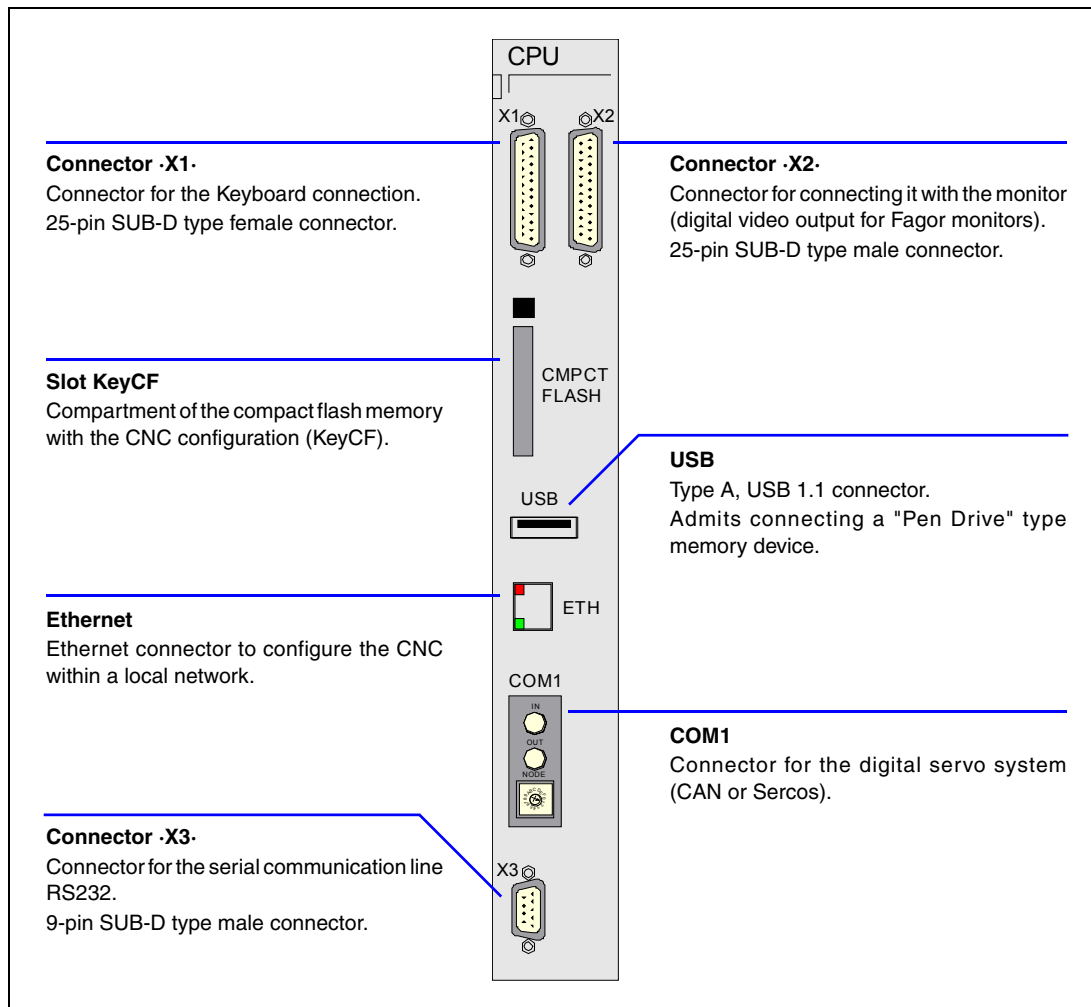 CPU
X1
X2
Connector ·X1·
Connector for the Keyboard connection.
25-pin SUB-D type female connector.
Connector ·X2·
Connector for connecting it with the monitor
(digital video output for Fagor monitors).
25-pin SUB-D type male connector.
CMPCT
FLASH
Slot KeyCF
Compartment of the compact flash memory
with the CNC configuration (KeyCF).
USB
USB
Type A, USB 1.1 connector.
Admits connecting a "Pen Drive" type
memory device.
ETH
Ethernet
Ethernet connector to configure the CNC
within a local network.
COM1
IN
OUT
NODE
COM1
Connector for the digital servo system
(CAN or Sercos).
Connector ·X3·
Connector for the serial communication line
RS232.
9-pin SUB-D type male connector.
X3